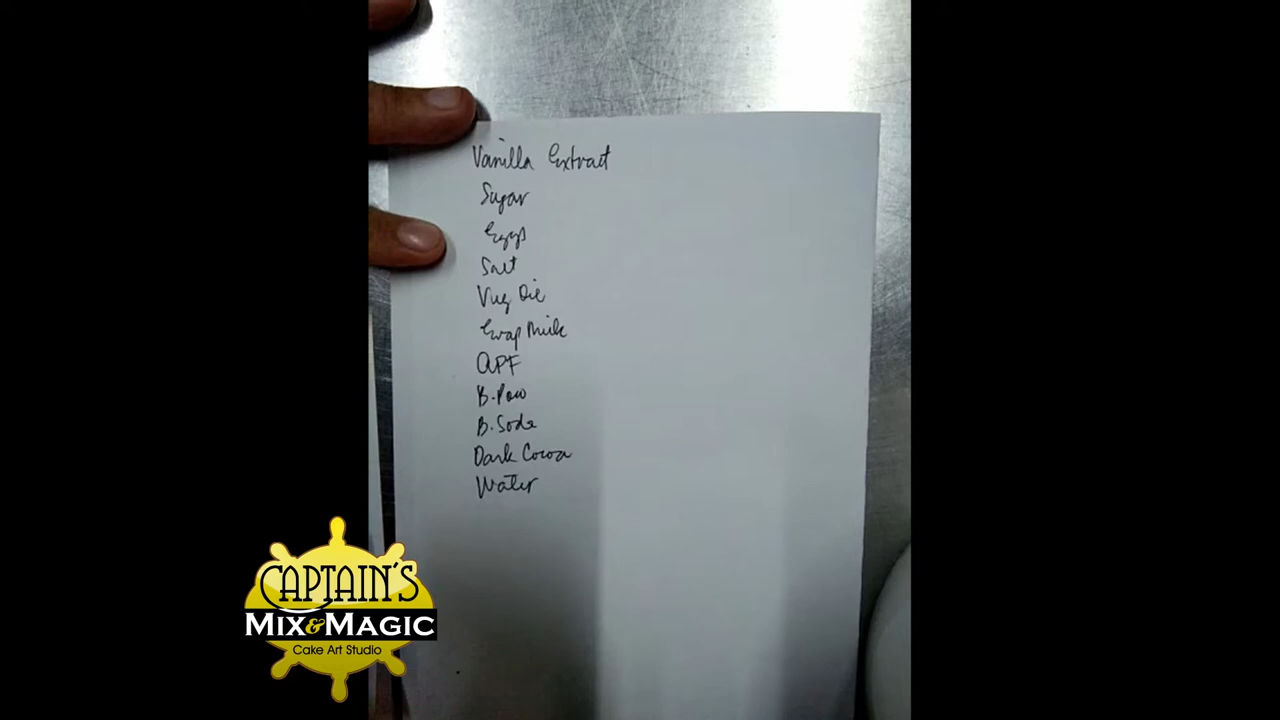 Vanilla Extract
Sugar
Eggs
Salt
Veg Oil
Evap Milk
APF
B. Pow
B. Soda
Dark Cocoa
Water
CAPTAIN'S
MIX & MAGIC
Cake Art Studio